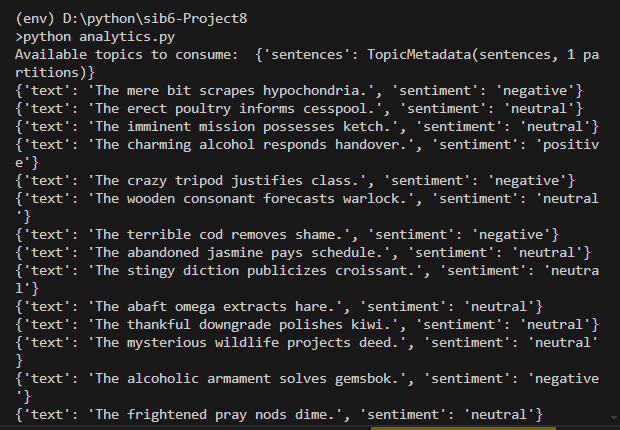 (env) D:\python\sib6-Project8
>python analytics.py
Available topics to consume:  {'sentences': TopicMetadata(sentences, 1 pa
rtitions)}
{'text': 'The mere bit scrapes hypochondria.', 'sentiment': 'negative'}
{'text': 'The erect poultry informs cesspool.', 'sentiment': 'neutral'}
{'text': 'The imminent mission possesses ketch.', 'sentiment': 'neutral'}
{'text': 'The charming alcohol responds handover.', 'sentiment': 'positiv
e'}
{'text': 'The crazy tripod justifies class.', 'sentiment': 'negative'}
{'text': 'The wooden consonant forecasts warlock.', 'sentiment': 'neutral
'}
{'text': 'The terrible cod removes shame.', 'sentiment': 'negative'}
{'text': 'The abandoned jasmine pays schedule.', 'sentiment': 'neutral'}
{'text': 'The stingy diction publicizes croissant.', 'sentiment': 'neutra
l'}
{'text': 'The abaft omega extracts hare.', 'sentiment': 'neutral'}
{'text': 'The thankful downgrade polishes kiwi.', 'sentiment': 'neutral'}
{'text': 'The mysterious wildlife projects deed.', 'sentiment': 'neutral'
}
{'text': 'The alcoholic armament solves gemsbok.', 'sentiment': 'negative
'}
{'text': 'The frightened pray nods dime.', 'sentiment': 'neutral'}